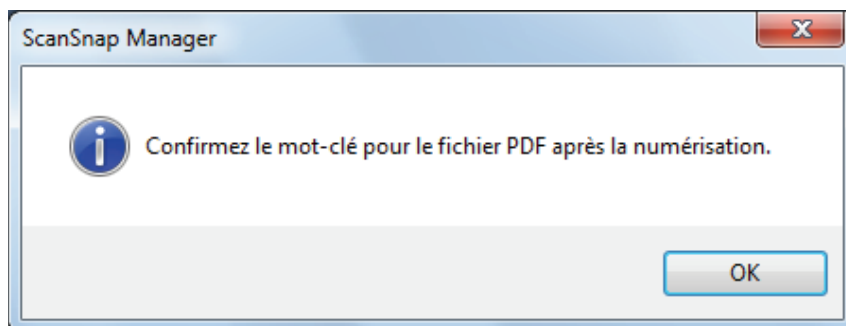 ScanSnap Manager
Confirmez le mot-clé pour le fichier PDF après la numérisation.
OK